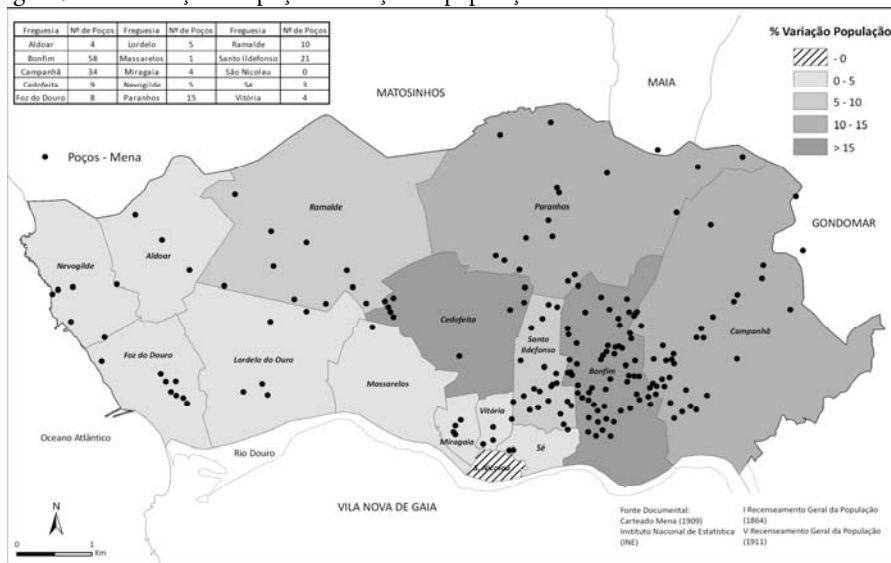 Freguesia Nº de Poços Freguesia Nº de Poços Freguesia Nº de Poços
Aldoar 4 Lordelo 5 Ramalde 10
Bonfim 58 Massarelos 1 Santo Ildefonso 21
Campanhã 34 Miragaia 4 São Nicolau 0
Cedofeita 9 Nevogilde 5 Sé 3
Foz do Douro 8 Paranhos 15 Vitória 4
% Variação População
- 0
0 - 5
5 - 10
10 - 15
> 15
MATOSINHOS
MAIA
Poços - Mena
Ramalde
Paranhos
GONDOMAR
Nevogilde
Aldoar
Cedofeita
Santo
Ildefonso
Campanhã
Foz do Douro
Lordelo do Ouro
Massarelos
Bonfim
Vitória
Miragaia
Sé
S. Nicolau
Oceano Atlântico
Rio Douro
VILA NOVA DE GAIA
N
0 1
Km
Fonte Documental:
Carteado Mena (1909)
Instituto Nacional de Estatística
(INE)
I Recenseamento Geral da População
(1864)
V Recenseamento Geral da População
(1911)